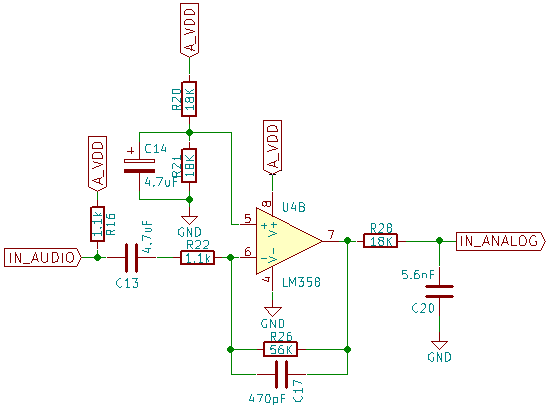 A_VDD
R20
18K
A_VDD
+
C14
R21
18K
4.7uF
A_VDD
R16
1.1k
GND
4.7uF
R22
1.1k
IN_AUDIO
C13
5
6
8
V+
+
−
V-
4
U4B
7
LM358
GND
R28
18K
IN_ANALOG
5.6nF
C20
GND
R26
56K
470pF
C17